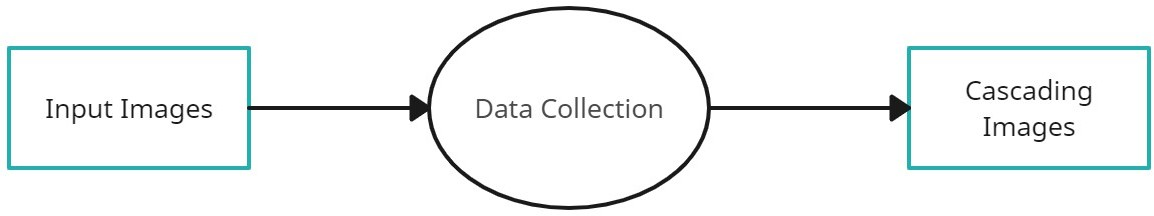 Input Images
Data Collection
Cascading
Images